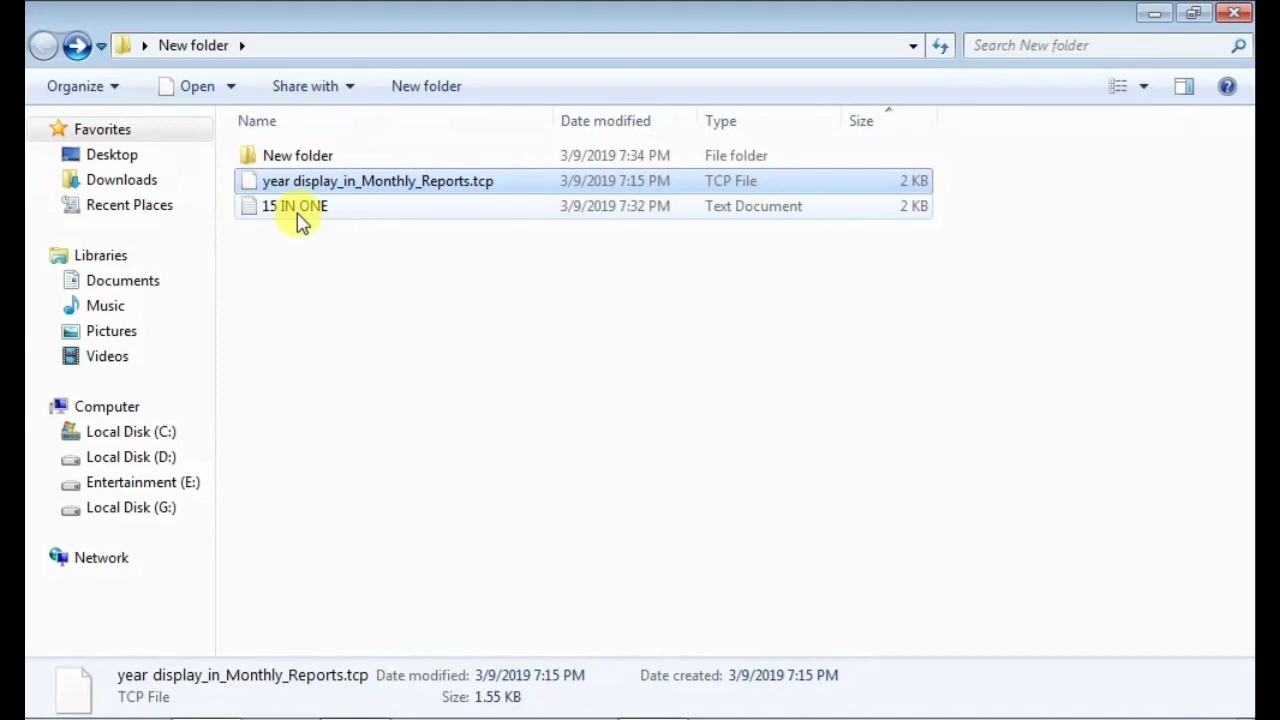 New folder
Search New folder
Organize Open Share with New folder
Favorites
Desktop
Downloads
Recent Places
Libraries
Documents
Music
Pictures
Videos
Computer
Local Disk (C:)
Local Disk (D:)
Entertainment (E:)
Local Disk (G:)
Network
Name Date modified Type Size
New folder 3/9/2019 7:34 PM File folder
year display_in_Monthly_Reports.tcp 3/9/2019 7:15 PM TCP File 2 KB
15 IN ONE 3/9/2019 7:32 PM Text Document 2 KB
year display_in_Monthly_Reports.tcp Date modified: 3/9/2019 7:15 PM Date created: 3/9/2019 7:15 PM
TCP File Size: 1.55 KB